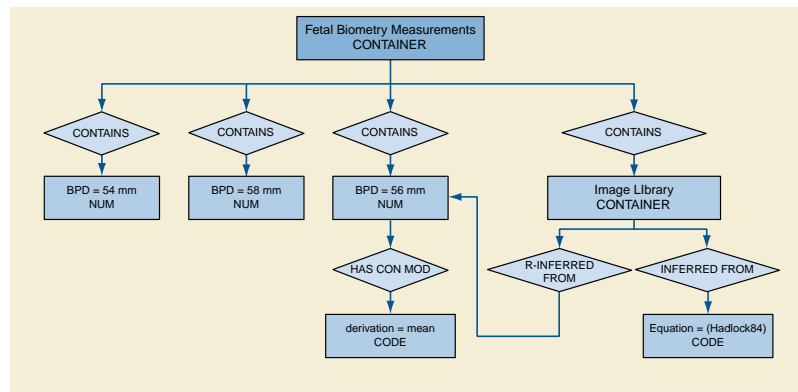 Fetal Biometry Measurements
CONTAINER
CONTAINS
CONTAINS
CONTAINS
CONTAINS
BPD = 54 mm
NUM
BPD = 58 mm
NUM
BPD = 56 mm
NUM
Image LIbrary
CONTAINER
HAS CON MOD
R-INFERRED
FROM
INFERRED FROM
derivation = mean
CODE
Equation = (Hadlock84)
CODE